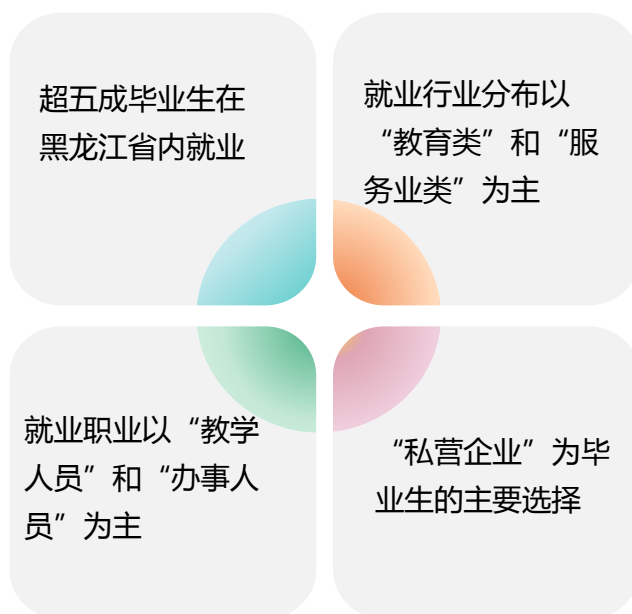 超五成毕业生在
黑龙江省内就业
就业行业分布以
“教育类”和“服
务业类”为主
就业职业以“教学
人员”和“办事人
员”为主
“私营企业”为毕
业生的主要选择